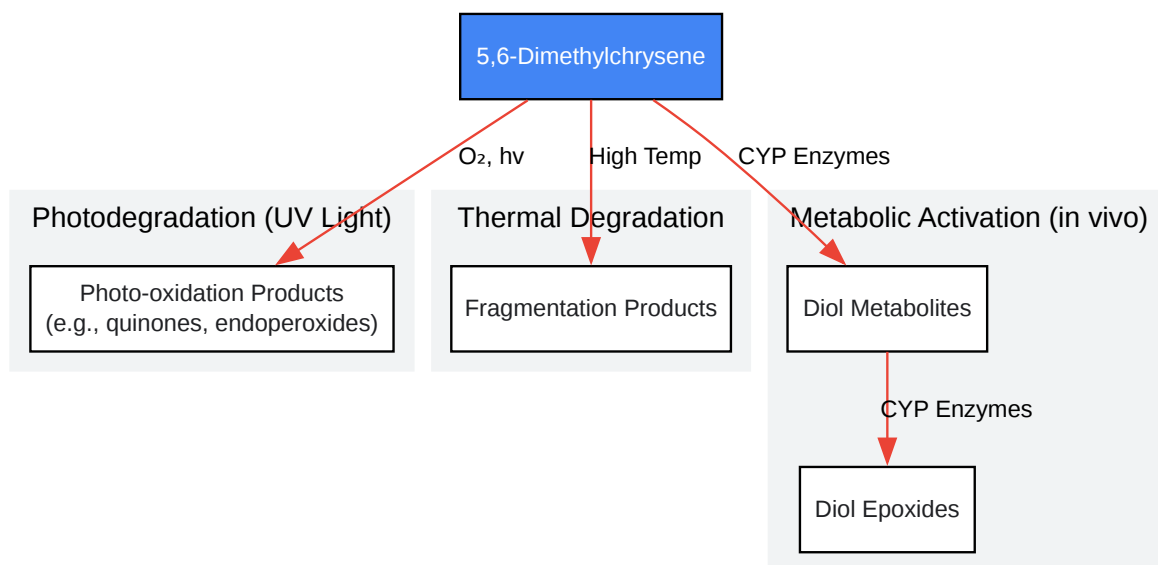 5,6-Dimethylchrysene
O₂, hv
High Temp
CYP Enzymes
Photodegradation (UV Light)
Thermal Degradation
Metabolic Activation (in vivo)
Photo-oxidation Products
(e.g., quinones, endoperoxides)
Fragmentation Products
Diol Metabolites
CYP Enzymes
Diol Epoxides